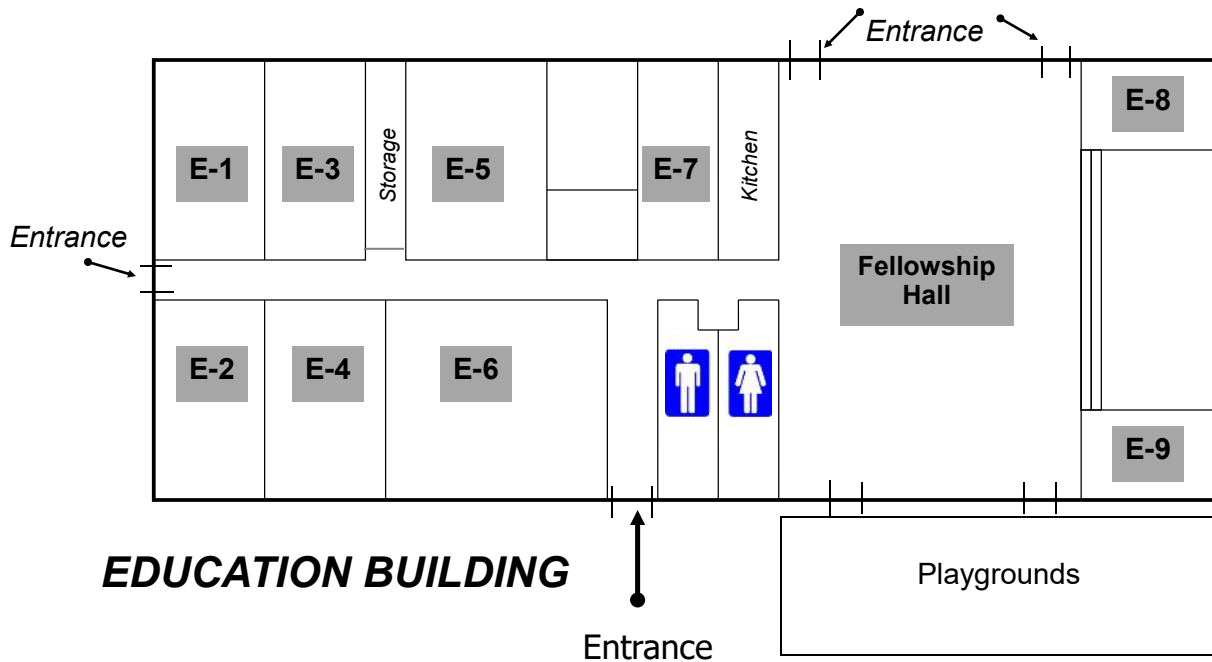 Entrance
E-8
E-1
E-3
Storage
E-5
E-7
Kitchen
Entrance
Fellowship
Hall
E-2
E-4
E-6
E-9
EDUCATION BUILDING
Playgrounds
Entrance